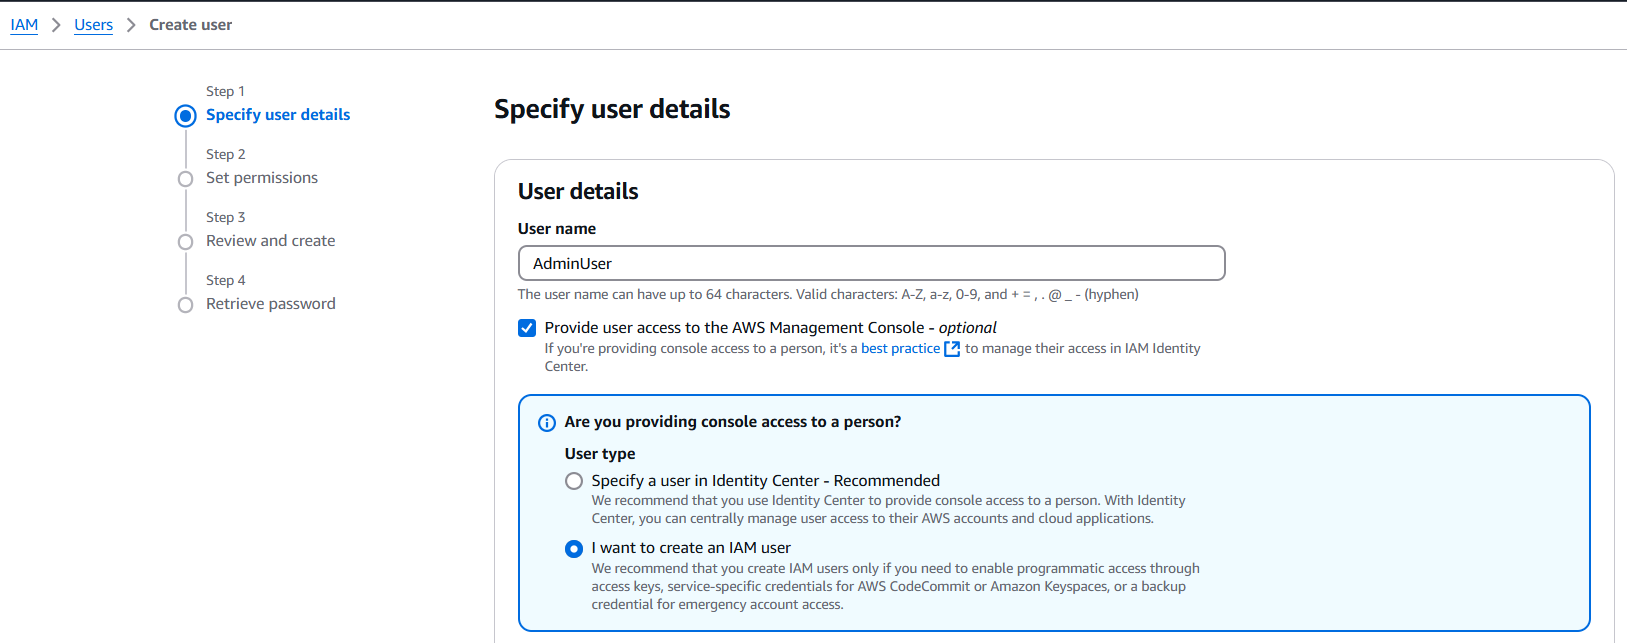 IAM > Users > Create user
Step 1
Specify user details
Step 2
Set permissions
Step 3
Review and create
Step 4
Retrieve password
Specify user details
User details
User name
AdminUser
The user name can have up to 64 characters. Valid characters: A-Z, a-z, 0-9, and + = , . @ _ - (hyphen)
Provide user access to the AWS Management Console - optional
If you're providing console access to a person, it's a best practice to manage their access in IAM Identity
Center.
Are you providing console access to a person?
User type
Specify a user in Identity Center - Recommended
We recommend that you use Identity Center to provide console access to a person. With Identity
Center, you can centrally manage user access to their AWS accounts and cloud applications.
I want to create an IAM user
We recommend that you create IAM users only if you need to enable programmatic access through
access keys, service-specific credentials for AWS CodeCommit or Amazon Keyspaces, or a backup
credential for emergency account access.